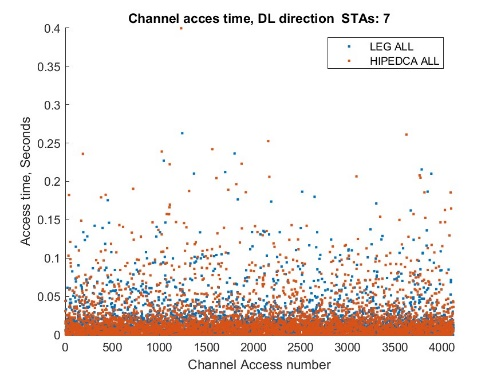 Channel acces time, DL direction  STAs: 7
LEG ALL
HIPEDCA ALL
Access time, Seconds
0.4
0.35
0.3
0.25
0.2
0.15
0.1
0.05
0
0 500 1000 1500 2000 2500 3000 3500 4000
Channel Access number